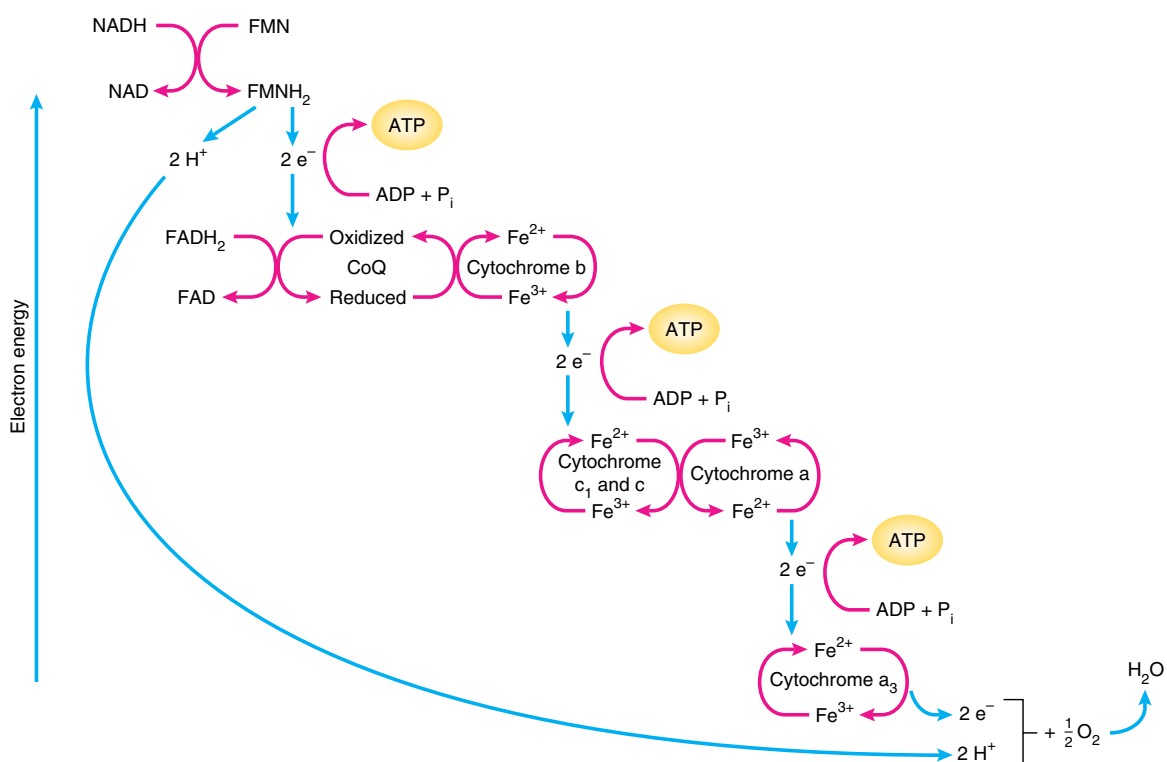 NADH FMN
NAD FMNH₂
ATP
2 H⁺ 2 e⁻
ADP + Pᵢ
FADH₂ Oxidized Fe²⁺
CoQ Cytochrome b
FAD Reduced Fe³⁺
Electron energy
ATP
2 e⁻
ADP + Pᵢ
Fe²⁺ Fe³⁺
Cytochrome
c₁ and c
Cytochrome a
Fe³⁺ Fe²⁺
ATP
2 e⁻
ADP + Pᵢ
Fe²⁺
Cytochrome a₃
Fe³⁺
H₂O
2 e⁻
+ ½ O₂
2 H⁺